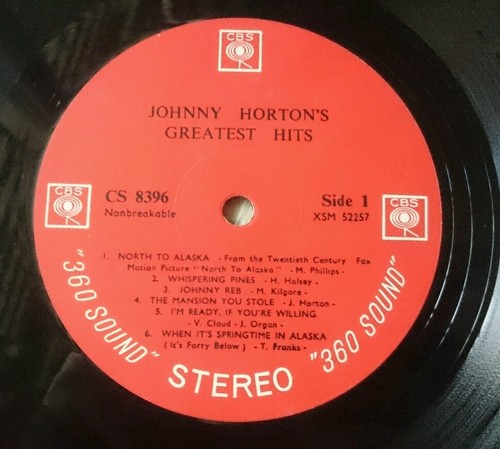 CBS
JOHNNY HORTON'S
GREATEST HITS
CBS
CS 8396
Nonbreakable
Side 1
XSM 52257
CBS
1. NORTH TO ALASKA - From the Twentieth Century Fox
Motion Picture "North To Alaska" - M. Phillips -
2. WHISPERING PINES - H. Halsey -
3. JOHNNY REB - M. Kilgore -
4. THE MANSION YOU STOLE - J. Horton -
5. I'M READY, IF YOU'RE WILLING
- V. Claud - J. Organ -
6. WHEN IT'S SPRINGTIME IN ALASKA
(It's Forty Below) - T. Franks -
"360 SOUND" STEREO "360 SOUND"